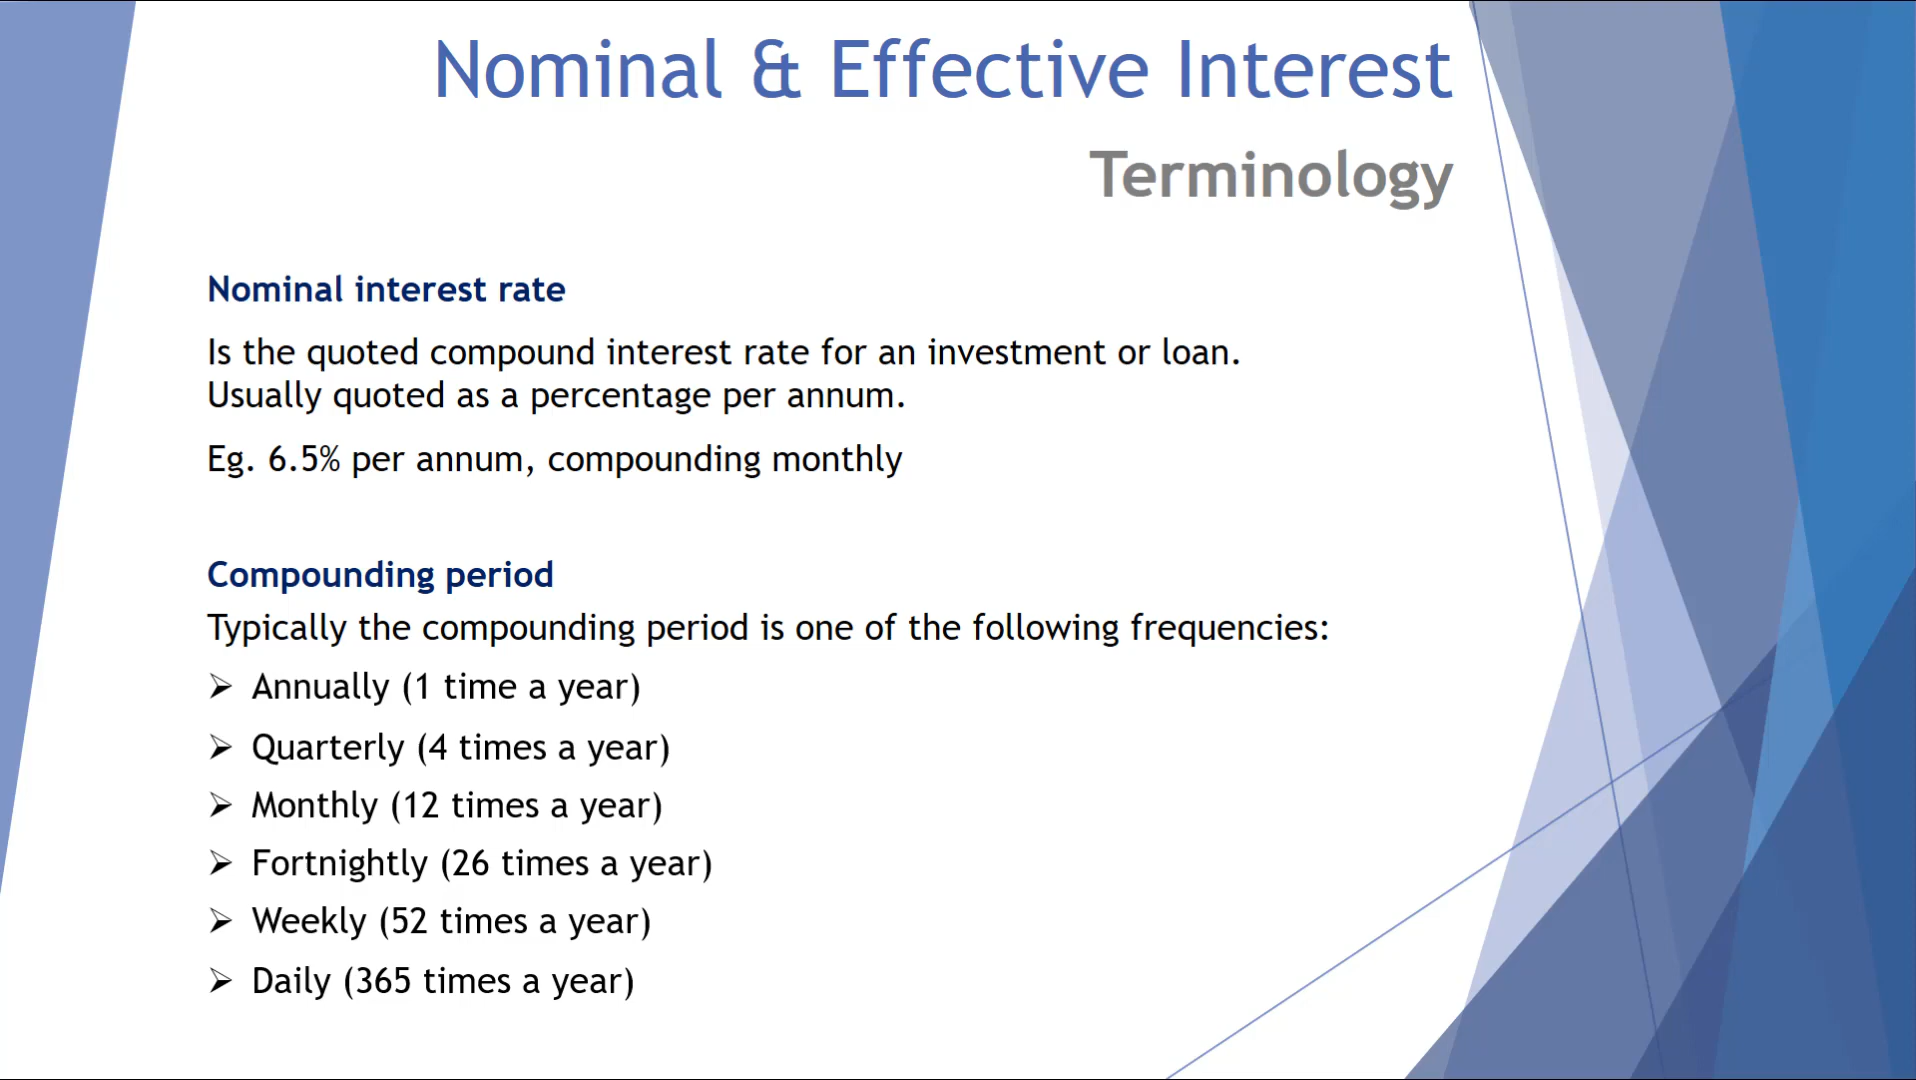 Nominal & Effective Interest
Terminology
Nominal interest rate
Is the quoted compound interest rate for an investment or loan.
Usually quoted as a percentage per annum.
Eg. 6.5% per annum, compounding monthly
Compounding period
Typically the compounding period is one of the following frequencies:
➢ Annually (1 time a year)
➢ Quarterly (4 times a year)
➢ Monthly (12 times a year)
➢ Fortnightly (26 times a year)
➢ Weekly (52 times a year)
➢ Daily (365 times a year)